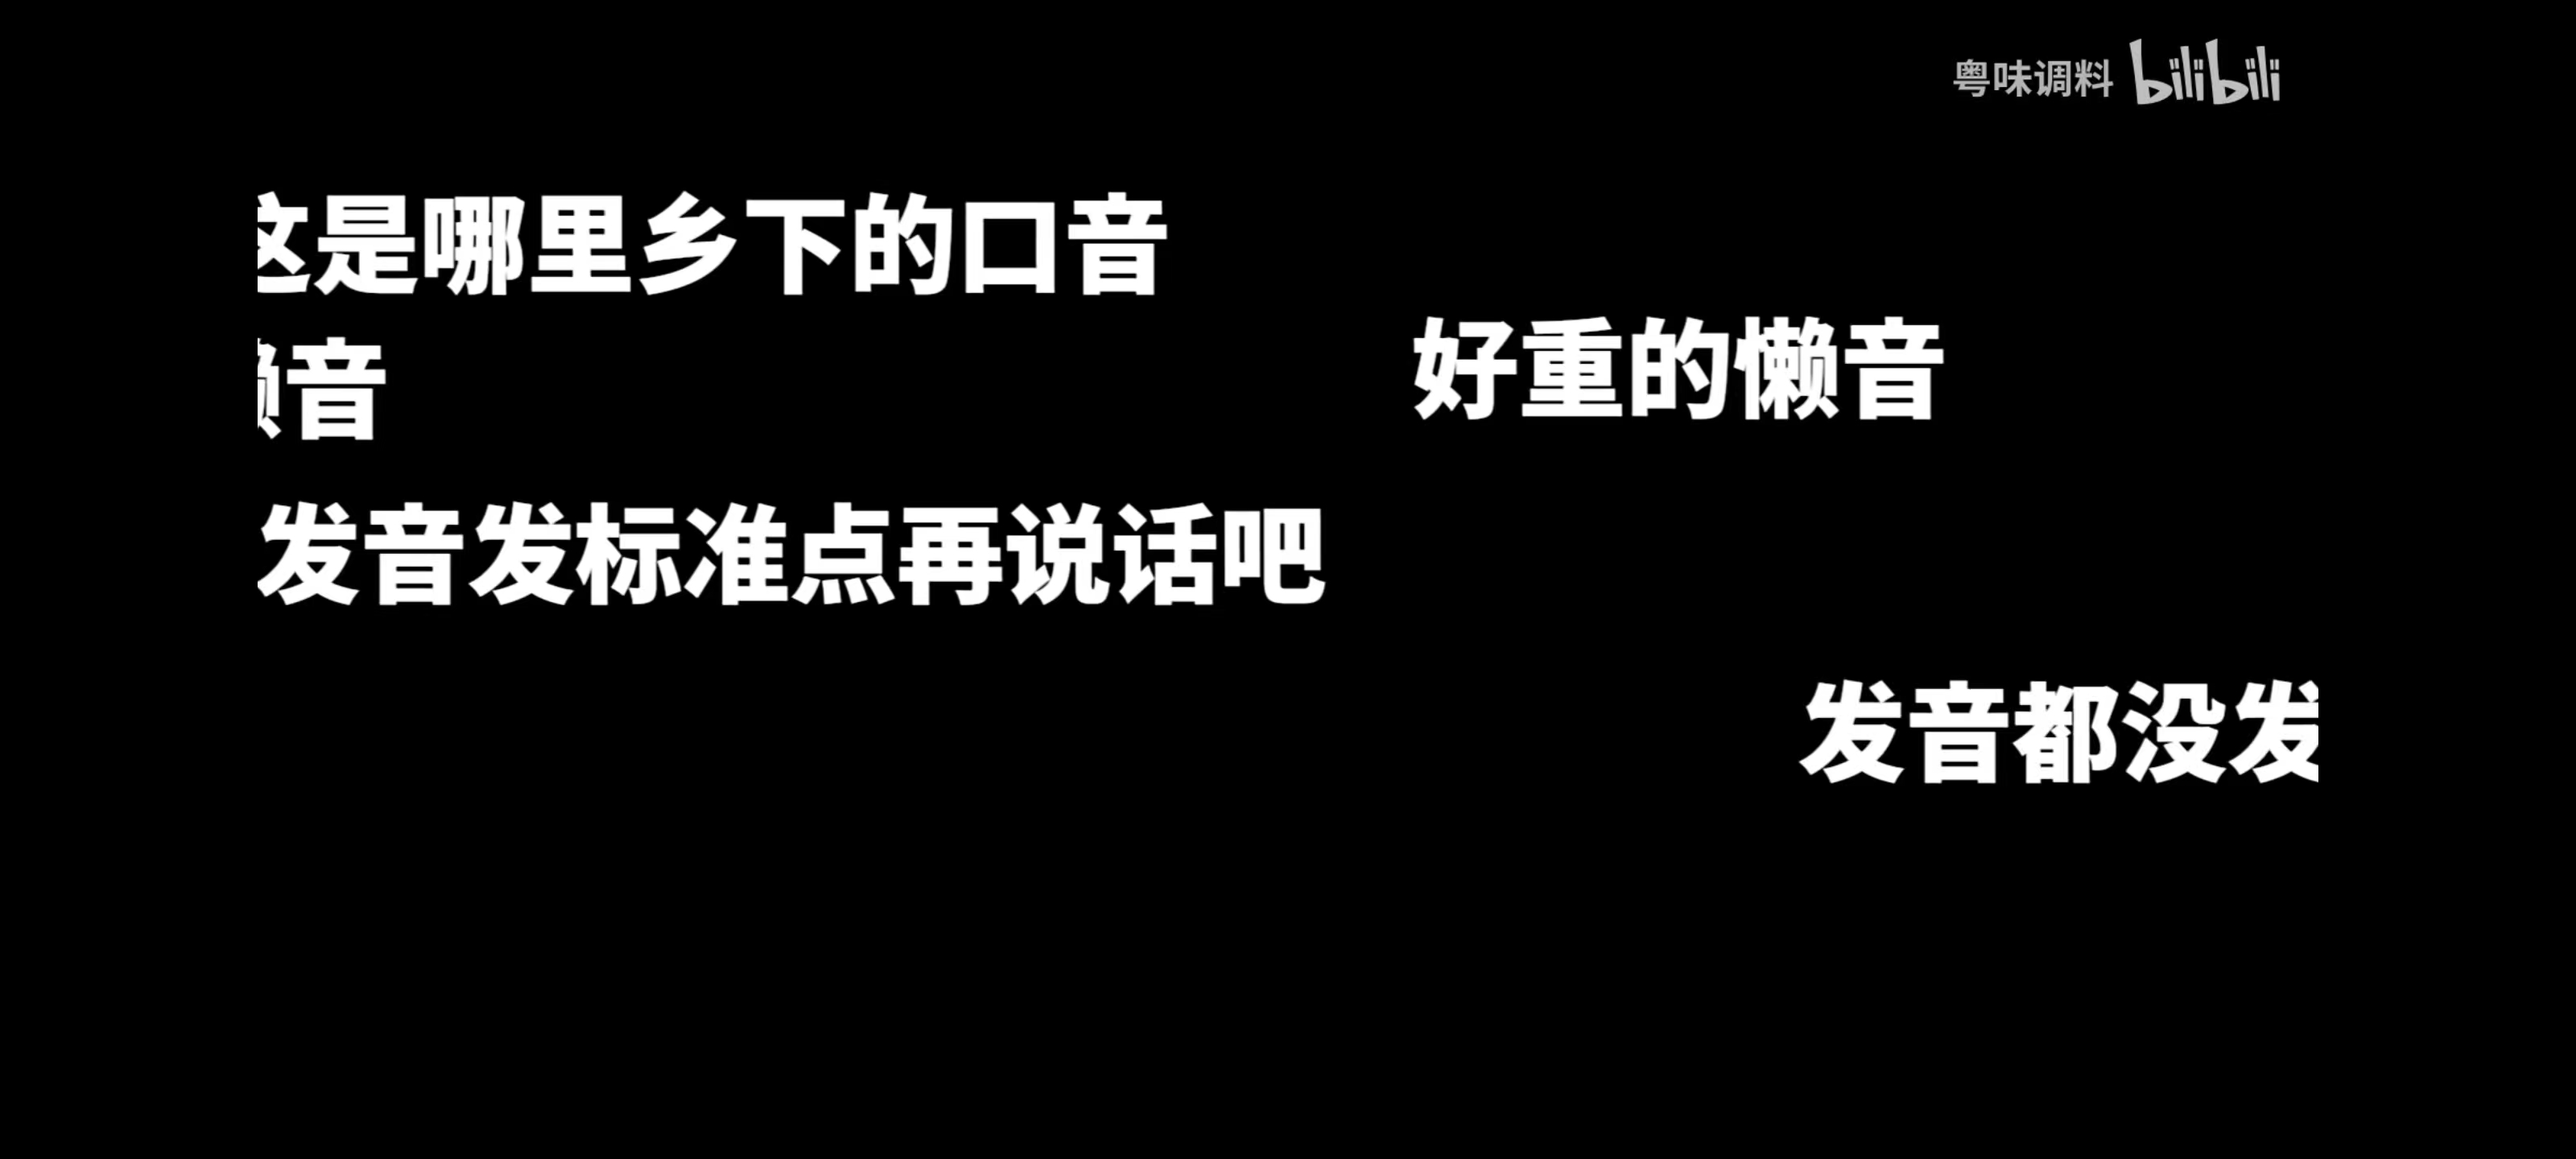 粤味调料 bilibili
这是哪里乡下的口音
好重的懒音
懒音
发音发标准点再说话吧
发音都没发